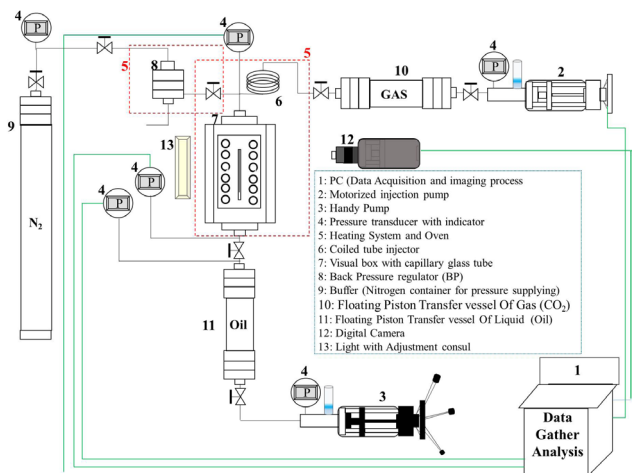 4
P
4
P
5
5
8
6
10
GAS
4
P
2
9
7
13
12
4
P
4
P
N2
1: PC (Data Acquisition and imaging process
2: Motorized injection pump
3: Handy Pump
4: Pressure transducer with indicator
5: Heating System and Oven
6: Coiled tube injector
7: Visual box with capillary glass tube
8: Back Pressure regulator (BP)
9: Buffer (Nitrogen container for pressure supplying)
10: Floating Piston Transfer vessel Of Gas (CO2)
11: Floating Piston Transfer vessel Of Liquid (Oil)
12: Digital Camera
13: Light with Adjustment consul
11
Oil
4
P
3
1
Data
Gather
Analysis